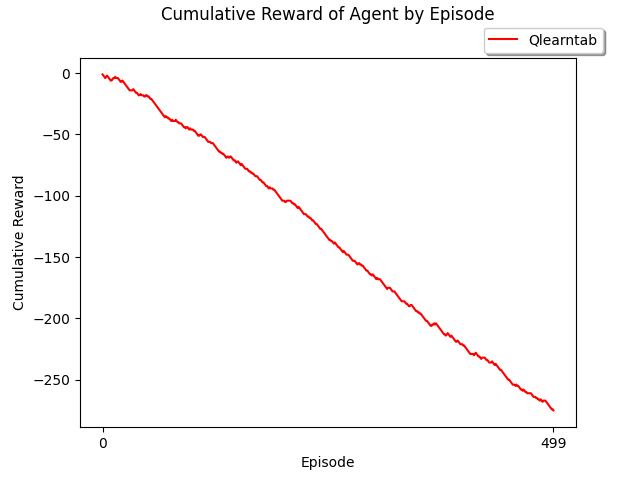 Cumulative Reward of Agent by Episode
Qlearntab
0
−50
−100
−150
−200
−250
Cumulative Reward
0
499
Episode